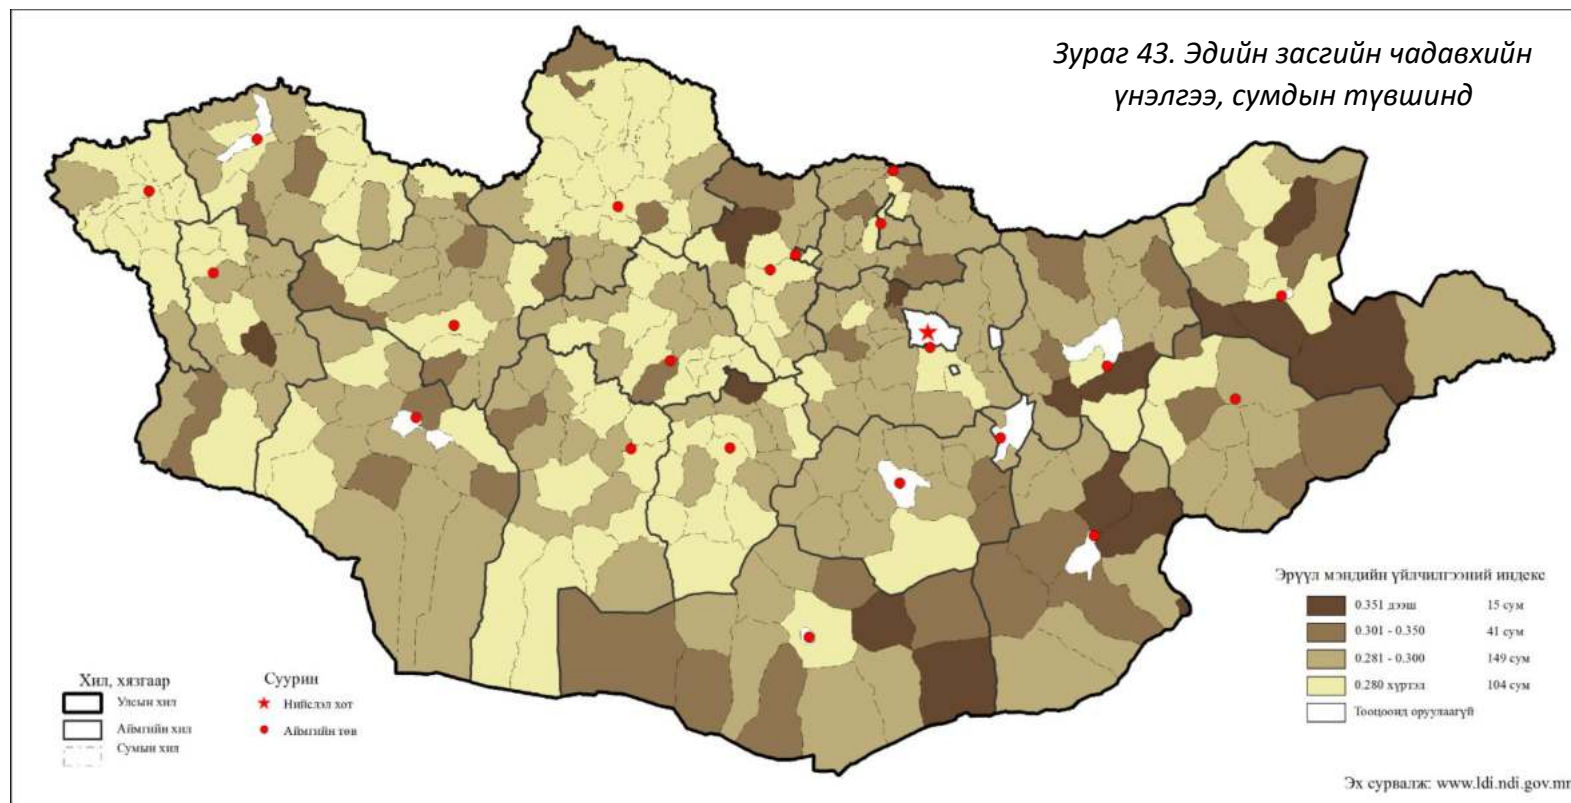 Зураг 43. Эдийн засгийн чадавхийн
үнэлгээ, сумдын түвшинд
Эрүүл мэндийн үйлчилгээний индекс
0.351 дээш 15 сум
0.301 - 0.350 41 сум
0.281 - 0.300 149 сум
0.280 хүртэл 104 сум
Тооцоонд оруулаагүй
Хил, хязгаар
Улсын хил
Аймгийн хил
Сумын хил
Суурин
Нийслэл хот
Аймгийн төв
Эх сурвалж: www.ldi.ndi.gov.mn